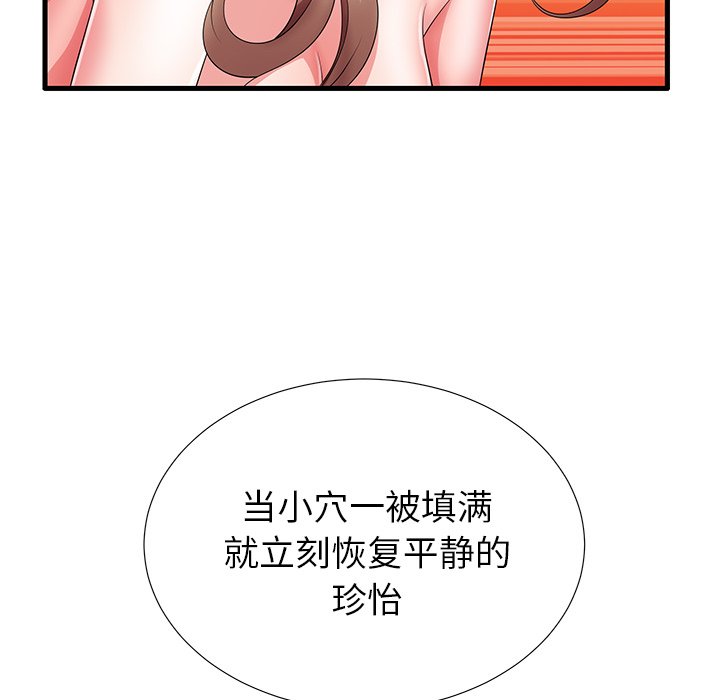 当小穴一被填满
就立刻恢复平静的
珍怡